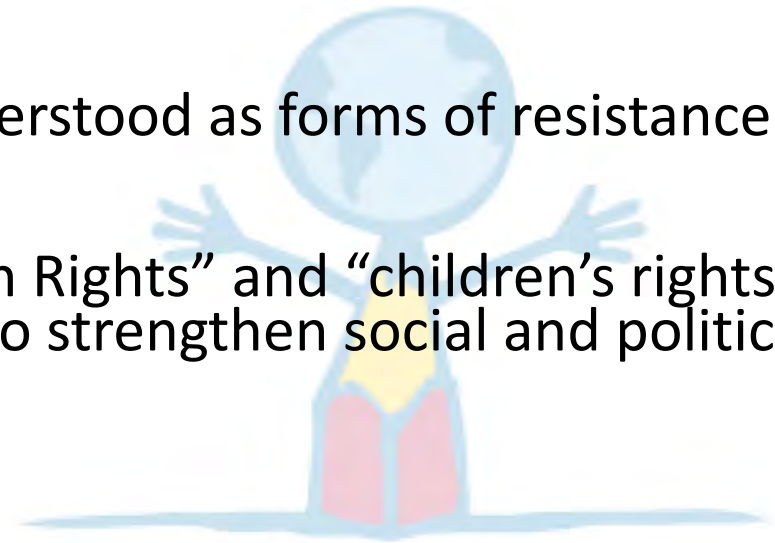 erstood as forms of resistance
n Rights” and “children’s rights
o strengthen social and politic